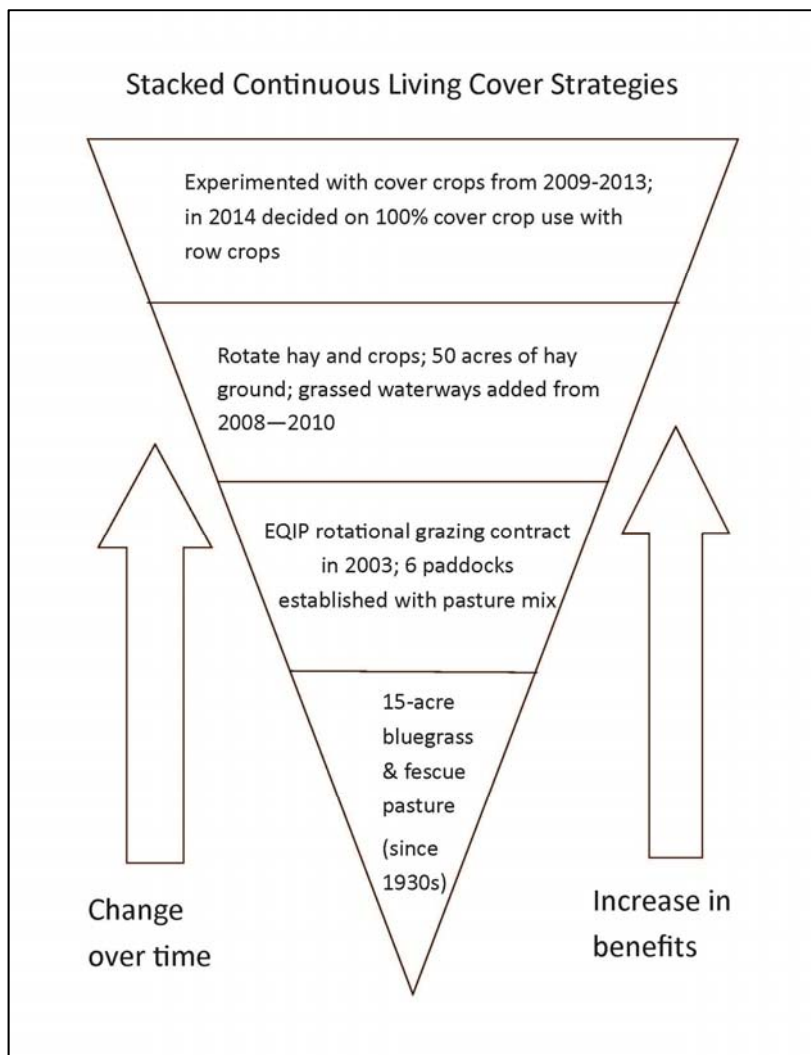 Stacked Continuous Living Cover Strategies
Experimented with cover crops from 2009-2013;
in 2014 decided on 100% cover crop use with
row crops
Rotate hay and crops; 50 acres of hay
ground; grassed waterways added from
2008—2010
EQIP rotational grazing contract
in 2003; 6 paddocks
established with pasture mix
15-acre
bluegrass
& fescue
pasture
(since
1930s)
Change
over time
Increase in
benefits